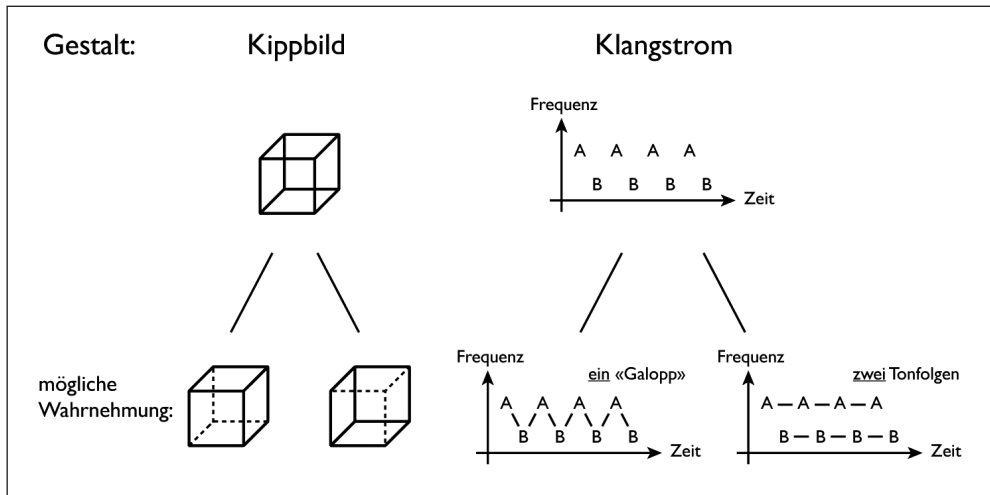 Gestalt: Kippbild Klangstrom
Frequenz
A A A A
B B B B
Zeit
mögliche
Wahrnehmung:
Frequenz
ein «Galopp»
A A A A
B B B B
Zeit
Frequenz
zwei Tonfolgen
A A A A
B B B B
Zeit